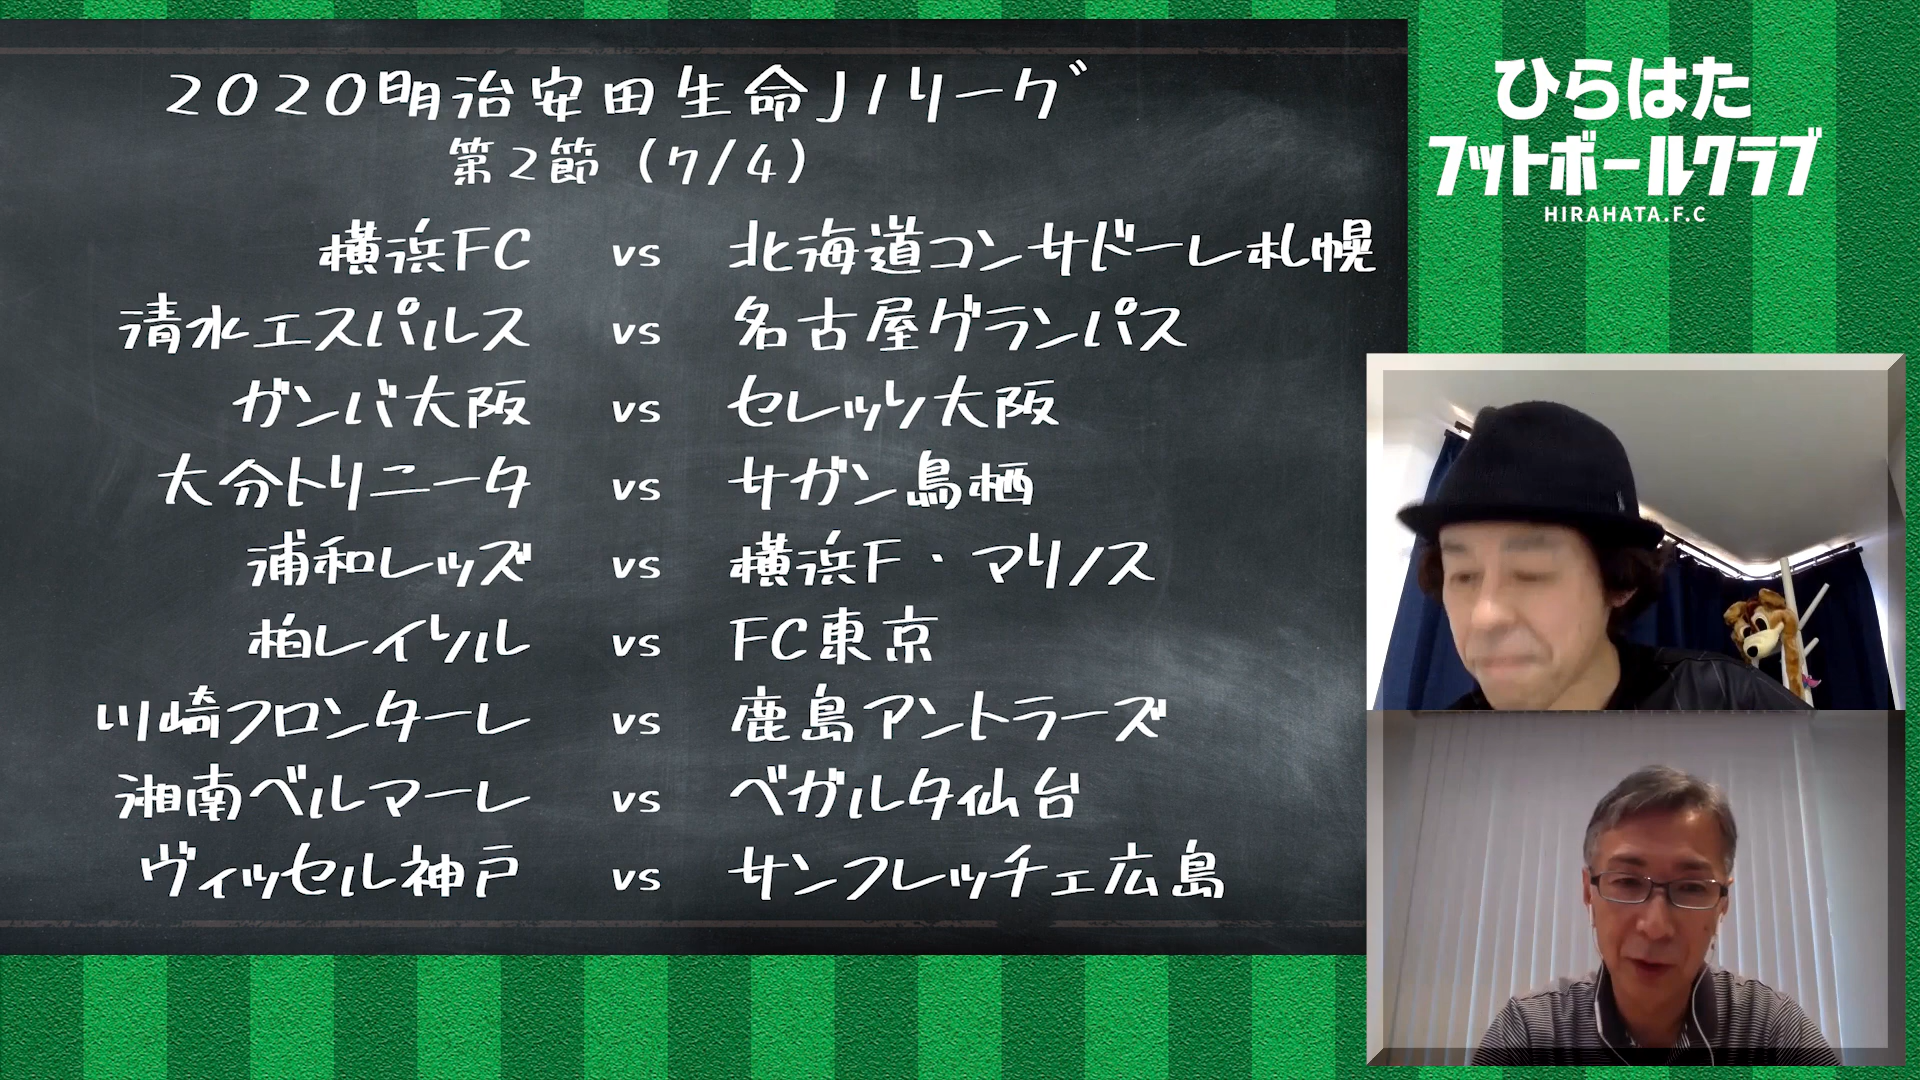 2020明治安田生命J1リーグ
第2節（7/4）
横浜FC vs 北海道コンサドーレ札幌
清水エスパルス vs 名古屋グランパス
ガンバ大阪 vs セレッソ大阪
大分トリニータ vs サガン鳥栖
浦和レッズ vs 横浜F・マリノス
柏レイソル vs FC東京
川崎フロンターレ vs 鹿島アントラーズ
湘南ベルマーレ vs ベガルタ仙台
ヴィッセル神戸 vs サンフレッチェ広島
ひらはた
フットボールクラブ
HIRAHATA.F.C